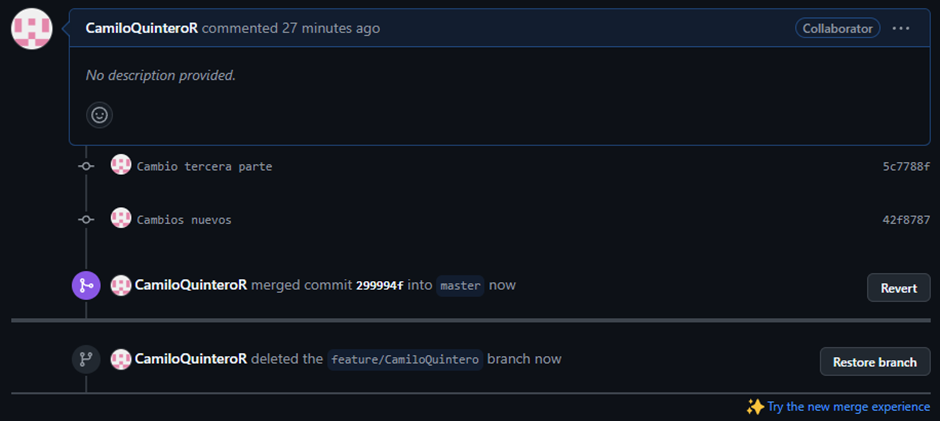 CamiloQuinteroR commented 27 minutes ago Collaborator ...
No description provided.
Cambio tercera parte 5c7788f
Cambios nuevos 42f8787
CamiloQuinteroR merged commit 299994f into master now Revert
CamiloQuinteroR deleted the feature/CamiloQuintero branch now Restore branch
Try the new merge experience